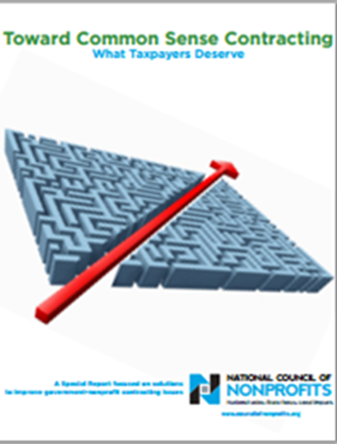 Toward Common Sense Contracting
What Taxpayers Deserve
A Special Report focused on solutions
to improve government-nonprofit contracting issues
NATIONAL COUNCIL OF
NONPROFITS
www.councilofnonprofits.org